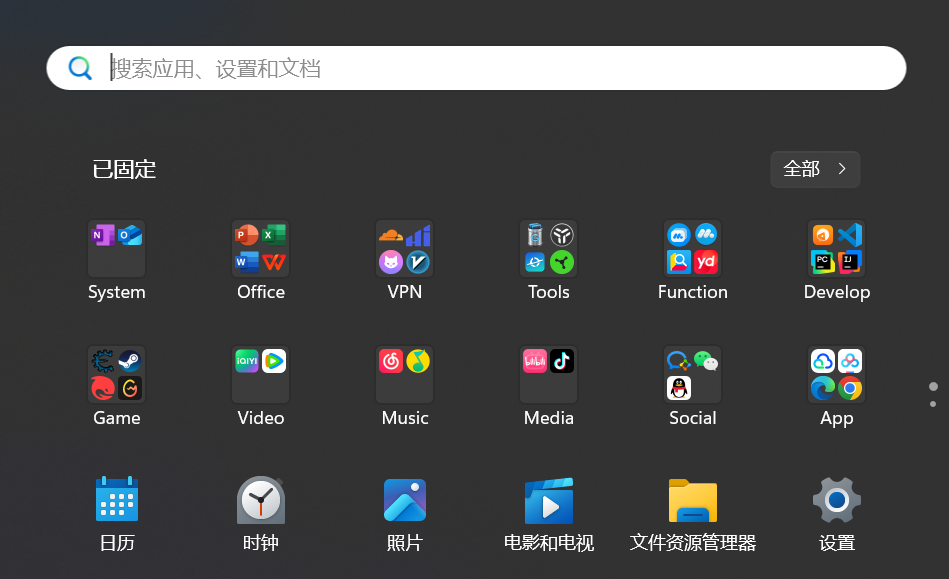 搜索应用、设置和文档
已固定
全部
System
Office
VPN
Tools
Function
Develop
Game
Video
Music
Media
Social
App
日历
时钟
照片
电影和电视
文件资源管理器
设置